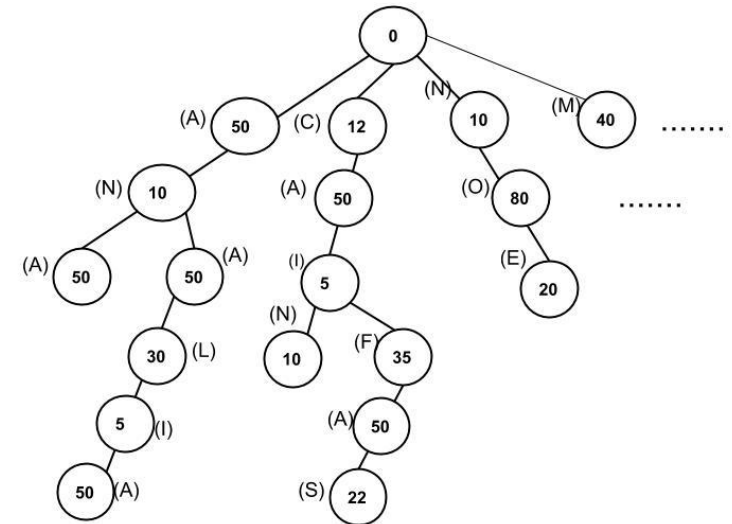 0
(A) 50 (C) 12 (N) 10 (M) 40 .......
(N) 10 (A) 50 (O) 80 .......
(A) 50 50 (A) (I) 5 (E) 20
30 (L) (N) 10 (F) 35
5 (I) (A) 50
50 (A) (S) 22